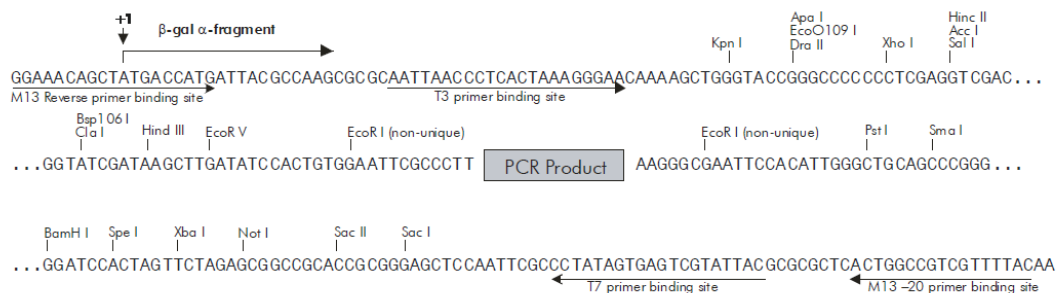 +1
β-gal α-fragment
Apa I
EcoO109 I
Dra II
Hinc II
Acc I
Sal I
Kpn I
Xho I
GGAAACAGCTATGACCATGATTACGCCAAGCGCGCAATTAACCCTCACTAAAGGGAACAAAAGCTGGGTACCGGGCCCCCCCTCGAGGTCGAC...
M13 Reverse primer binding site
T3 primer binding site
Bsp106 I
Cla I
Hind III
EcoR V
EcoR I (non-unique)
EcoR I (non-unique)
Pst I
Sma I
...GGTATCGATAAGCTTGATATCCACTGTGGAATTCGCCCTT
PCR Product
AAGGGCGAATTCCACATTGGGCTGCAGCCCGGG...
BamH I
Spe I
Xba I
Not I
Sac II
Sac I
...GGATCCACTAGTTCTAGAGCGGCCGCACCGCGGGAGCTCCAATTCGCCCTATAGTGAGTCGTATTACGCGCGCTCACTGGCCGTCGTTTTACAA
T7 primer binding site
M13 –20 primer binding site